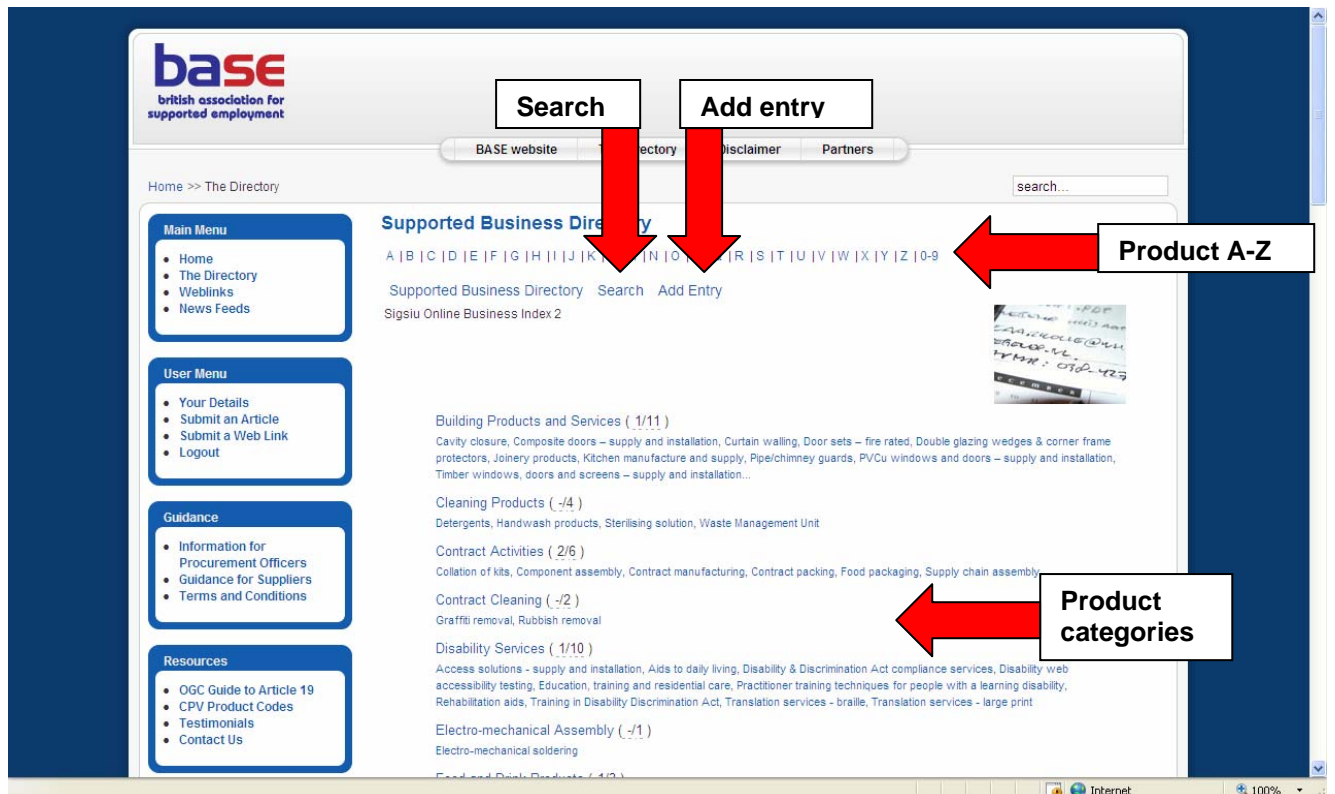 base
british association for
supported employment
Search
Add entry
BASE website
Disclaimer
Partners
Home >> The Directory
search...
Main Menu
Home
The Directory
Weblinks
News Feeds
User Menu
Your Details
Submit an Article
Submit a Web Link
Logout
Guidance
Information for
Procurement Officers
Guidance for Suppliers
Terms and Conditions
Resources
OGC Guide to Article 19
CPV Product Codes
Testimonials
Contact Us
Supported Business Directory
A | B | C | D | E | F | G | H | I | J | K | N | O | R | S | T | U | V | W | X | Y | Z | 0-9
Product A-Z
Supported Business Directory Search Add Entry
Sigsiu Online Business Index 2
Building Products and Services ( 1/11 )
Cavity closure, Composite doors – supply and installation, Curtain walling, Door sets – fire rated, Double glazing wedges & corner frame
protectors, Joinery products, Kitchen manufacture and supply, Pipe/chimney guards, PVCu windows and doors – supply and installation,
Timber windows, doors and screens – supply and installation...
Cleaning Products ( -/4 )
Detergents, Handwash products, Sterilising solution, Waste Management Unit
Contract Activities ( 2/6 )
Collation of kits, Component assembly, Contract manufacturing, Contract packing, Food packaging, Supply chain assembly
Contract Cleaning ( -/2 )
Graffiti removal, Rubbish removal
Product
categories
Disability Services ( 1/10 )
Access solutions - supply and installation, Aids to daily living, Disability & Discrimination Act compliance services, Disability web
accessibility testing, Education, training and residential care, Practitioner training techniques for people with a learning disability,
Rehabilitation aids, Training in Disability Discrimination Act, Translation services - braille, Translation services - large print
Electro-mechanical Assembly ( -/1 )
Electro-mechanical soldering
Food and Drink Products
Internet
100%